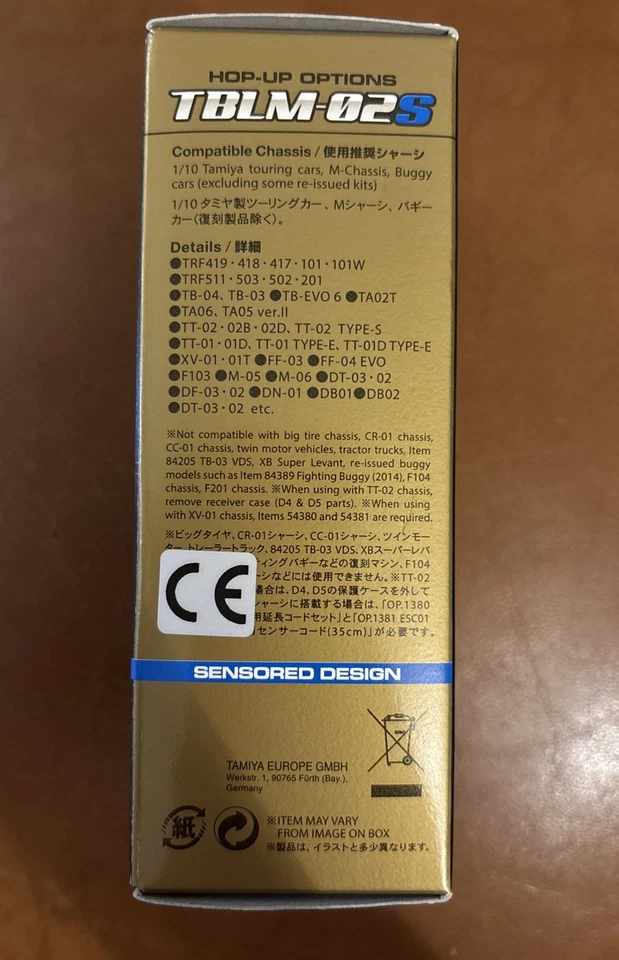 HOP-UP OPTIONS
TBLM-02S
Compatible Chassis / 使用推奨シャーシ
1/10 Tamiya touring cars, M-Chassis, Buggy
cars (excluding some re-issued kits)
1/10 タミヤ製ツーリングカー、Mシャーシ、バギー
カー(復刻製品除く)。
Details / 詳細
●TRF419・418・417・101・101W
●TRF511・503・502・201
●TB-04、TB-03 ●TB-EVO 6 ●TA02T
●TA06、TA05 ver.II
●TT-02・02B・02D、TT-02 TYPE-S
●TT-01・01D、TT-01 TYPE-E、TT-01D TYPE-E
●XV-01・01T ●FF-03 ●FF-04 EVO
●F103 ●M-05 ●M-06 ●DT-03・02
●DF-03・02 ●DN-01 ●DB01●DB02
●DT-03・02 etc.
※Not compatible with big tire chassis, CR-01 chassis,
CC-01 chassis, twin motor vehicles, tractor trucks, Item
84205 TB-03 VDS, XB Super Levant, re-issued buggy
models such as Item 84389 Fighting Buggy (2014), F104
chassis, F201 chassis. ※When using with TT-02 chassis,
remove receiver case (D4 & D5 parts). ※When using
with XV-01 chassis, Items 54380 and 54381 are required.
※ビッグタイヤ、CR-01シャーシ、CC-01シャーシ、ツインモー
ター、トレーラートラック、84205 TB-03 VDS、XBスーパーレバ
ティングバギーなどの復刻マシン、F104
シーシなどには使用できません。※TT-02
場合は、D4、D5の保護ケースを外して
シャーシに搭載する場合は、「OP.1380
用延長コードセット」と「OP.1381 ESC01
センサーコード(35cm)」が必要です。
CE
SENSORED DESIGN
TAMIYA EUROPE GMBH
Werkstr. 1, 90765 Fürth (Bay.),
Germany
紙
※ITEM MAY VARY
FROM IMAGE ON BOX
※製品は、イラストと多少異なります。